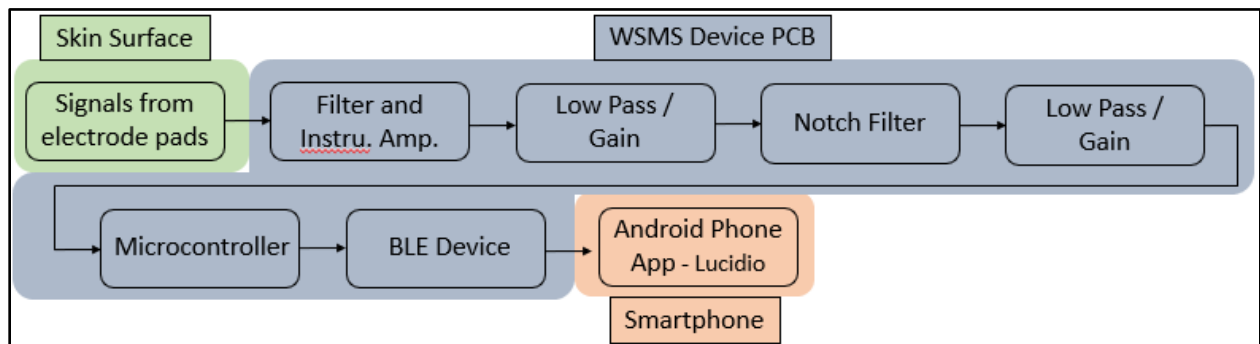 Skin Surface
WSMS Device PCB
Signals from
electrode pads
Filter and
Instru. Amp.
Low Pass /
Gain
Notch Filter
Low Pass /
Gain
Microcontroller
BLE Device
Android Phone
App - Lucidio
Smartphone